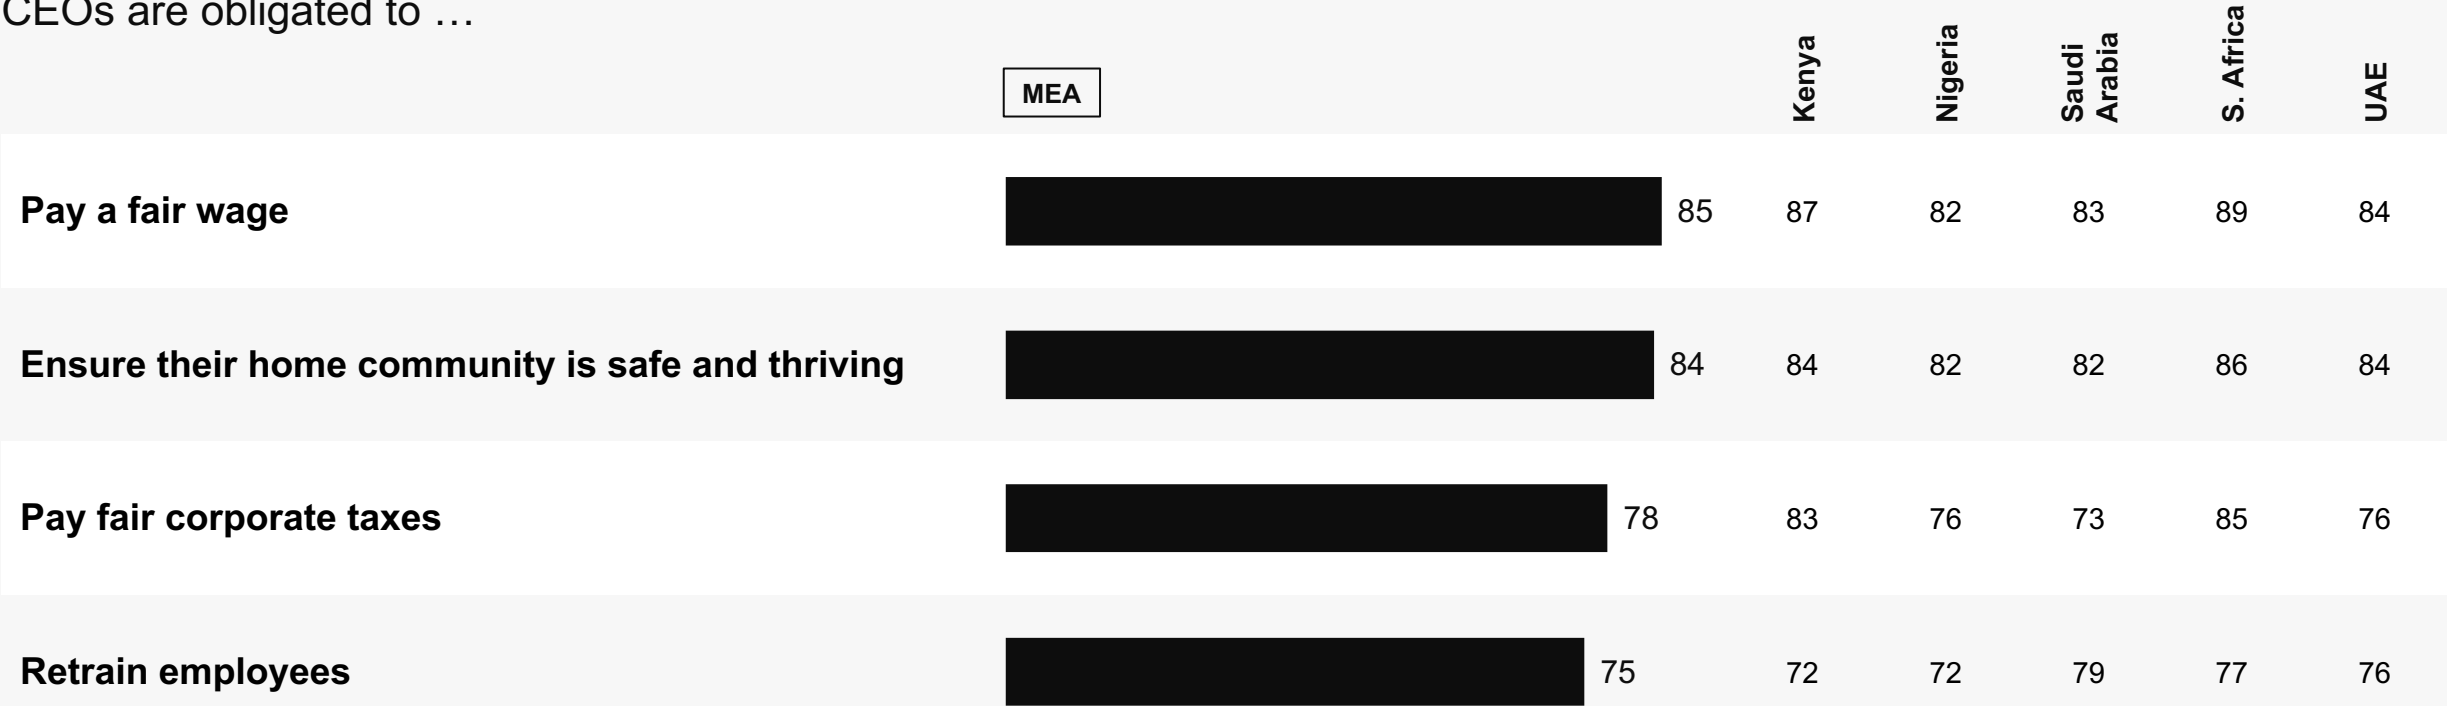 CEOs are obligated to …
MEA
Kenya
Nigeria
Saudi
Arabia
S. Africa
UAE
Pay a fair wage 85 87 82 83 89 84
Ensure their home community is safe and thriving 84 84 82 82 86 84
Pay fair corporate taxes 78 83 76 73 85 76
Retrain employees 75 72 72 79 77 76